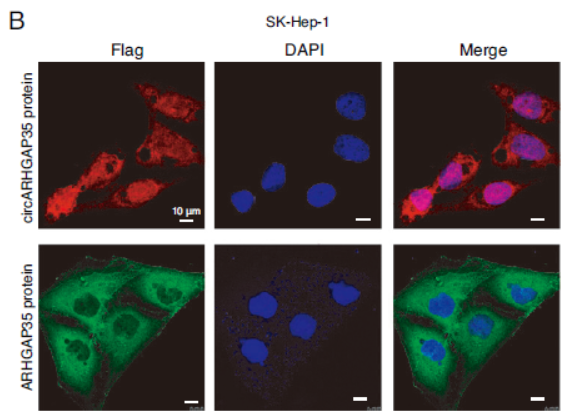 B
SK-Hep-1
Flag DAPI Merge
circARHGAP35 protein
10 μm
ARHGAP35 protein